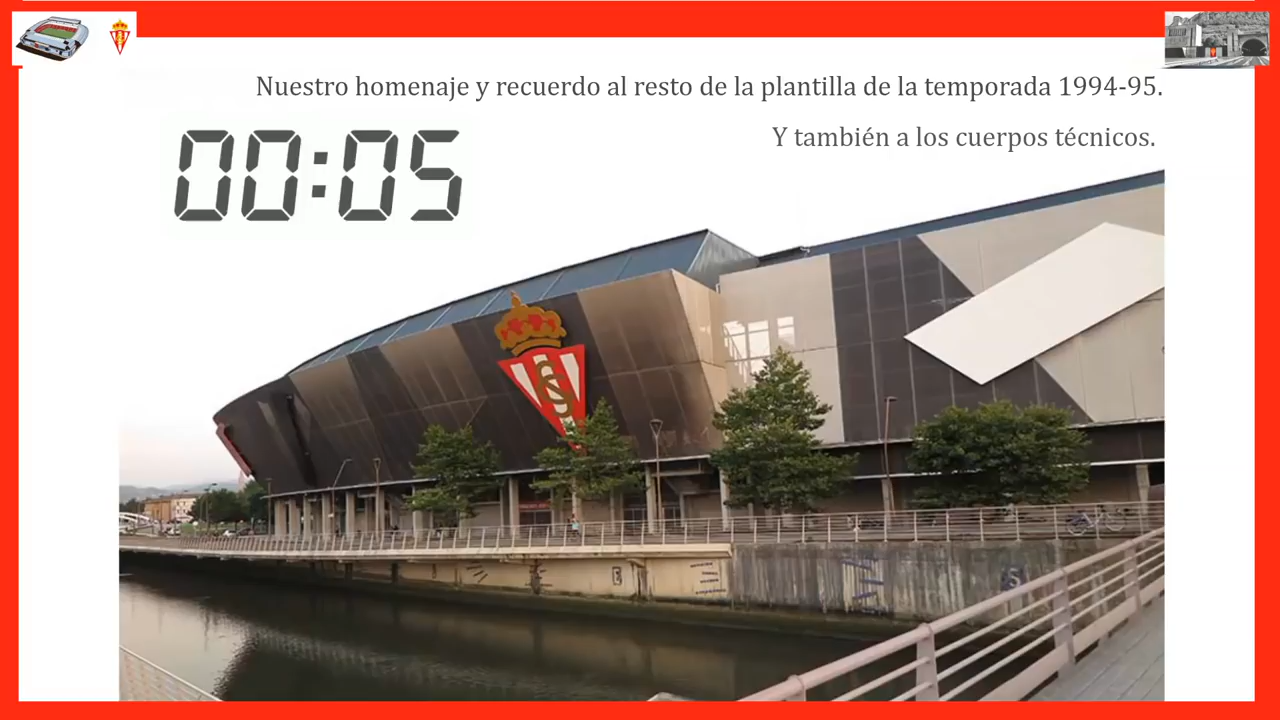 Nuestro homenaje y recuerdo al resto de la plantilla de la temporada 1994-95.
Y también a los cuerpos técnicos.
00:05